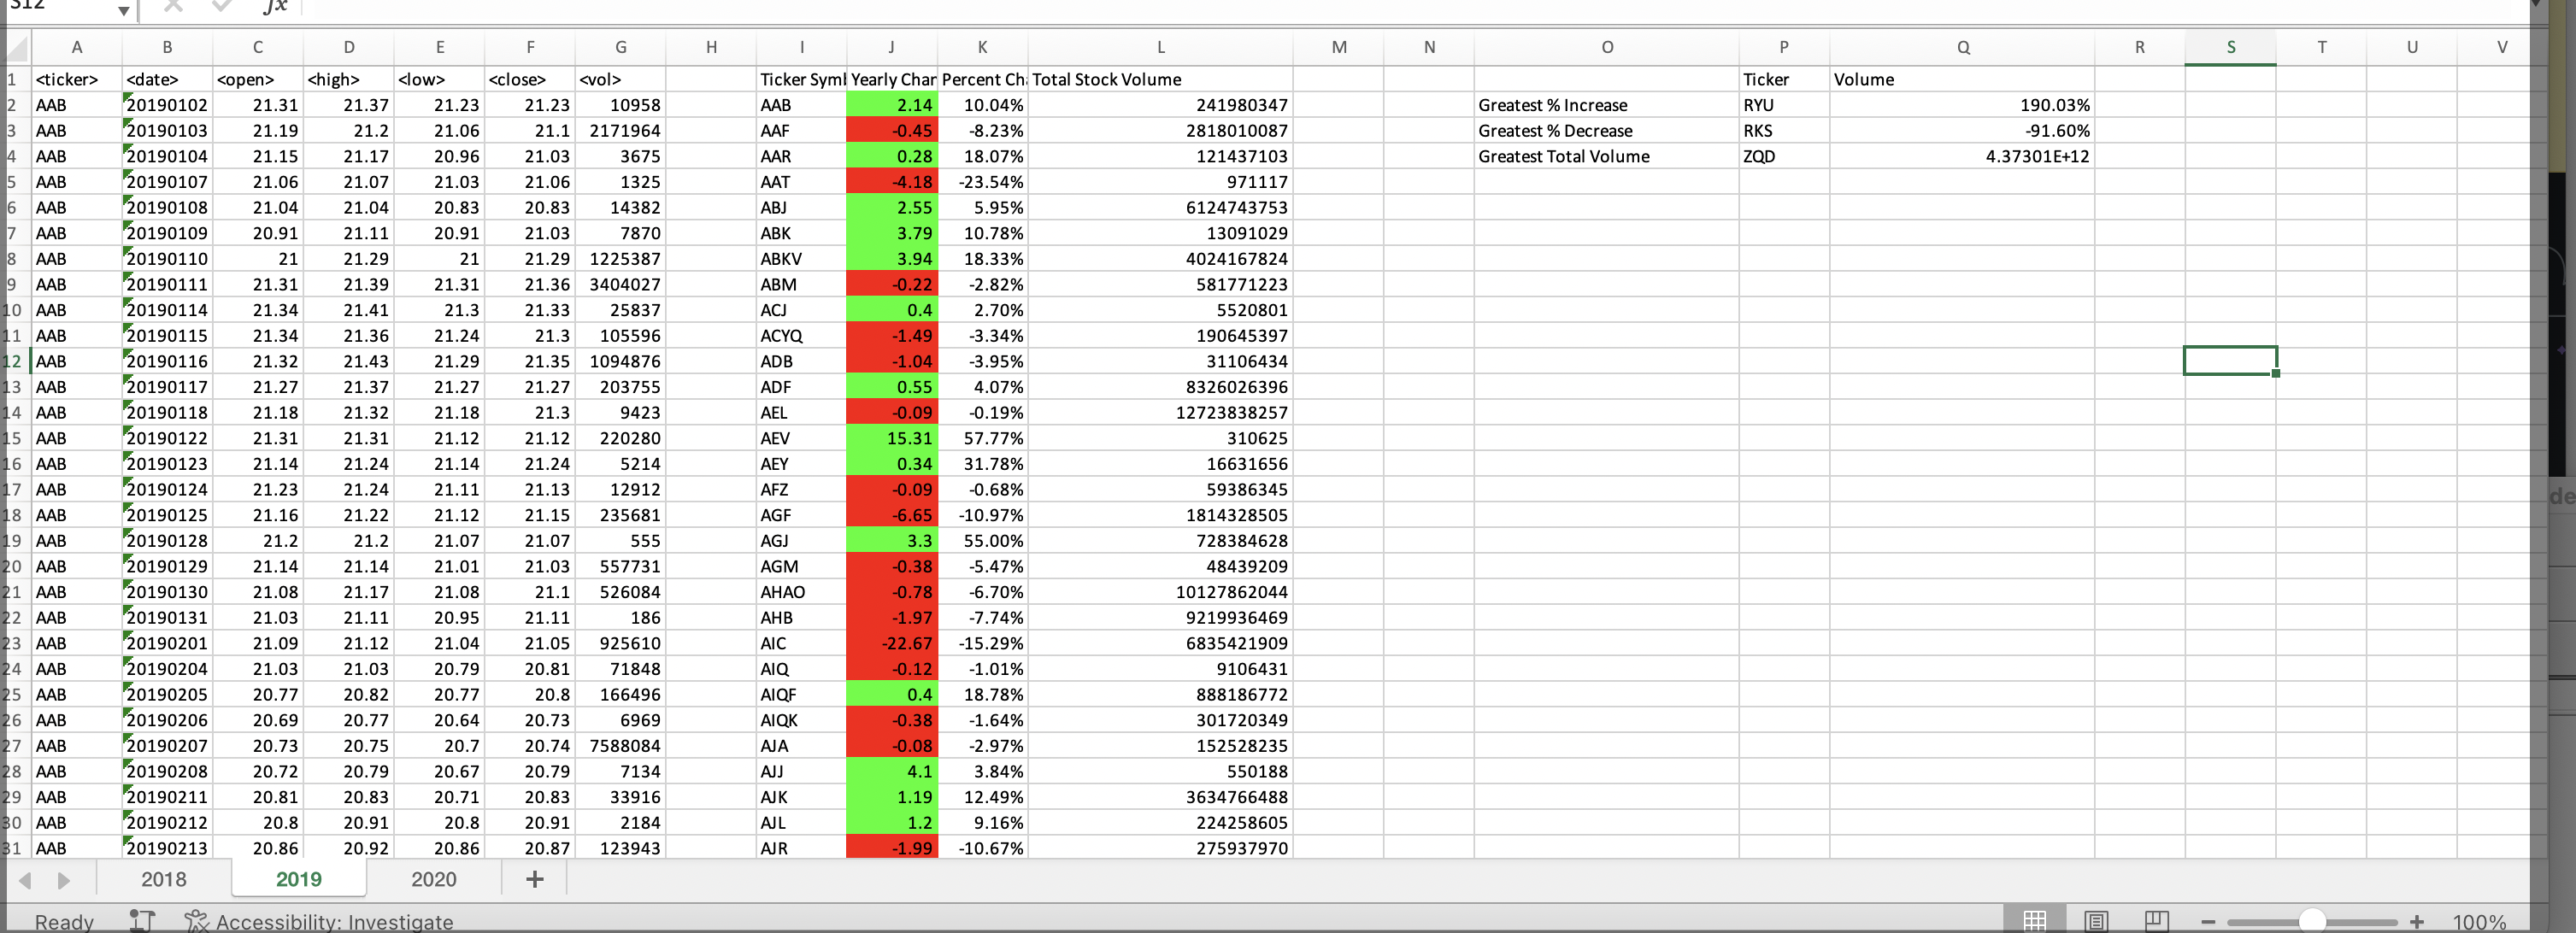 S12 fx
A B C D E F G H I J K L M N O P Q R S T U V
1 <ticker> <date> <open> <high> <low> <close> <vol> Ticker Syml Yearly Char Percent Ch Total Stock Volume Ticker Volume
2 AAB 20190102 21.31 21.37 21.23 21.23 10958 AAB 2.14 10.04% 241980347 Greatest % Increase RYU 190.03%
3 AAB 20190103 21.19 21.2 21.06 21.1 2171964 AAF -0.45 -8.23% 2818010087 Greatest % Decrease RKS -91.60%
4 AAB 20190104 21.15 21.17 20.96 21.03 3675 AAR 0.28 18.07% 121437103 Greatest Total Volume ZQD 4.37301E+12
5 AAB 20190107 21.06 21.07 21.03 21.06 1325 AAT -4.18 -23.54% 971117
6 AAB 20190108 21.04 21.04 20.83 20.83 14382 ABJ 2.55 5.95% 6124743753
7 AAB 20190109 20.91 21.11 20.91 21.03 7870 ABK 3.79 10.78% 13091029
8 AAB 20190110 21 21.29 21 21.29 1225387 ABKV 3.94 18.33% 4024167824
9 AAB 20190111 21.31 21.39 21.31 21.36 3404027 ABM -0.22 -2.82% 581771223
10 AAB 20190114 21.34 21.41 21.3 21.33 25837 ACJ 0.4 2.70% 5520801
11 AAB 20190115 21.34 21.36 21.24 21.3 105596 ACYQ -1.49 -3.34% 190645397
12 AAB 20190116 21.32 21.43 21.29 21.35 1094876 ADB -1.04 -3.95% 31106434
13 AAB 20190117 21.27 21.37 21.27 21.27 203755 ADF 0.55 4.07% 8326026396
14 AAB 20190118 21.18 21.32 21.18 21.3 9423 AEL -0.09 -0.19% 12723838257
15 AAB 20190122 21.31 21.31 21.12 21.12 220280 AEV 15.31 57.77% 310625
16 AAB 20190123 21.14 21.24 21.14 21.24 5214 AEY 0.34 31.78% 16631656
17 AAB 20190124 21.23 21.24 21.11 21.13 12912 AFZ -0.09 -0.68% 59386345
18 AAB 20190125 21.16 21.22 21.12 21.15 235681 AGF -6.65 -10.97% 1814328505
19 AAB 20190128 21.2 21.2 21.07 21.07 555 AGJ 3.3 55.00% 728384628
20 AAB 20190129 21.14 21.14 21.01 21.03 557731 AGM -0.38 -5.47% 48439209
21 AAB 20190130 21.08 21.17 21.08 21.1 526084 AHAO -0.78 -6.70% 10127862044
22 AAB 20190131 21.03 21.11 20.95 21.11 186 AHB -1.97 -7.74% 9219936469
23 AAB 20190201 21.09 21.12 21.04 21.05 925610 AIC -22.67 -15.29% 6835421909
24 AAB 20190204 21.03 21.03 20.79 20.81 71848 AIQ -0.12 -1.01% 9106431
25 AAB 20190205 20.77 20.82 20.77 20.8 166496 AIQF 0.4 18.78% 888186772
26 AAB 20190206 20.69 20.77 20.64 20.73 6969 AIQK -0.38 -1.64% 301720349
27 AAB 20190207 20.73 20.75 20.7 20.74 7588084 AJA -0.08 -2.97% 152528235
28 AAB 20190208 20.72 20.79 20.67 20.79 7134 AJJ 4.1 3.84% 550188
29 AAB 20190211 20.81 20.83 20.71 20.83 33916 AJK 1.19 12.49% 3634766488
30 AAB 20190212 20.8 20.91 20.8 20.91 2184 AJL 1.2 9.16% 224258605
31 AAB 20190213 20.86 20.92 20.86 20.87 123943 AJR -1.99 -10.67% 275937970
2018 2019 2020 +
Ready Accessibility: Investigate 100%